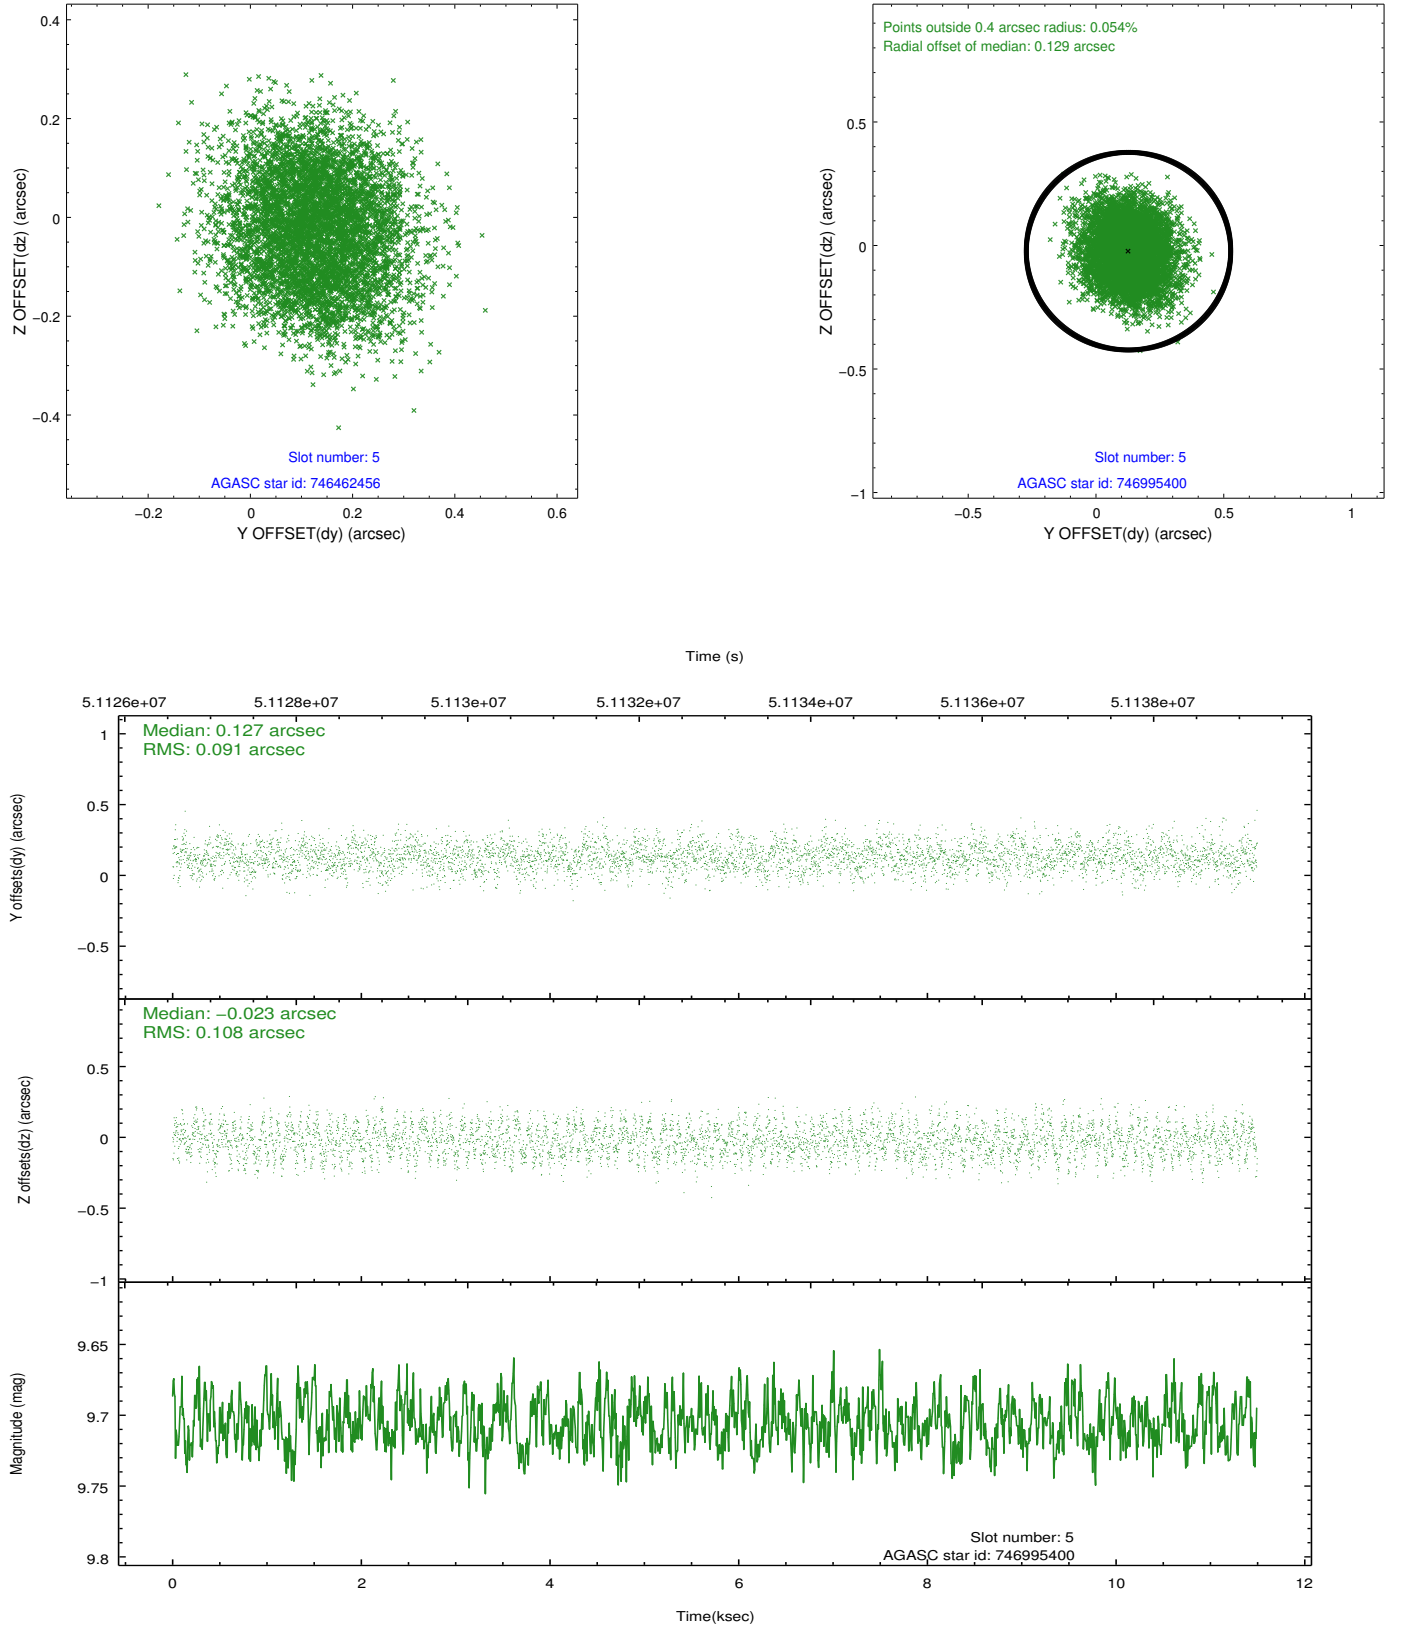 0.4
0.2
0
−0.2
−0.4
Z OFFSET(dz) (arcsec)
Slot number: 5
AGASC star id: 746462456
−0.2 0 0.2 0.4 0.6
Y OFFSET(dy) (arcsec)
Points outside 0.4 arcsec radius: 0.054%
Radial offset of median: 0.129 arcsec
0.5
0
−0.5
−1
Z OFFSET(dz) (arcsec)
Slot number: 5
AGASC star id: 746995400
−0.5 0 0.5 1
Y OFFSET(dy) (arcsec)
Time (s)
5.1126e+07 5.1128e+07 5.113e+07 5.1132e+07 5.1134e+07 5.1136e+07 5.1138e+07
Median: 0.127 arcsec
RMS: 0.091 arcsec
1
0.5
0
−0.5
Y offsets(dy) (arcsec)
Median: −0.023 arcsec
RMS: 0.108 arcsec
0.5
0
−0.5
−1
Z offsets(dz) (arcsec)
9.65
9.7
9.75
9.8
Magnitude (mag)
Slot number: 5
AGASC star id: 746995400
0 2 4 6 8 10 12
Time(ksec)